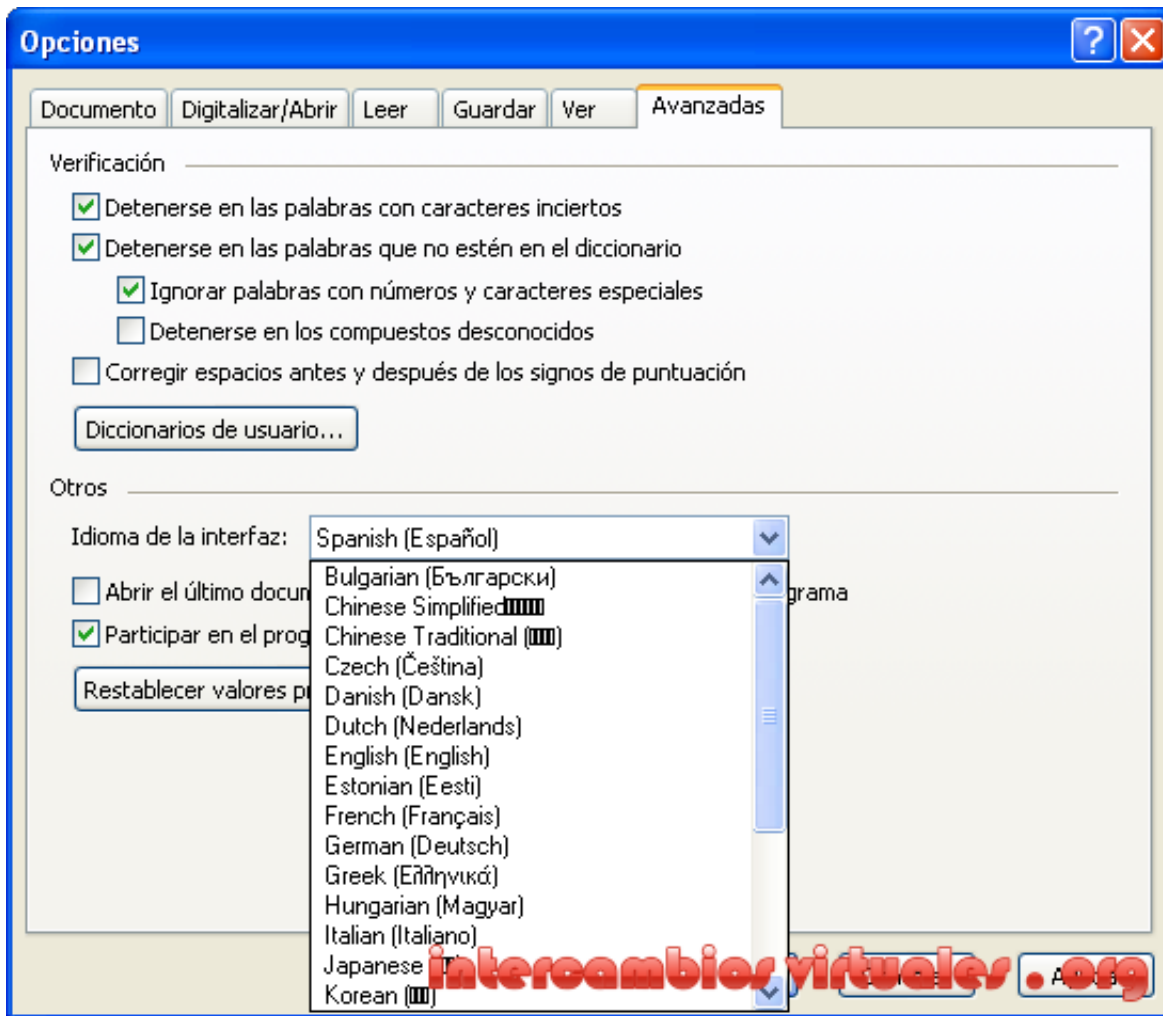 Opciones
Documento Digitalizar/Abrir Leer Guardar Ver Avanzadas
Verificación
Detenerse en las palabras con caracteres inciertos
Detenerse en las palabras que no estén en el diccionario
Ignorar palabras con números y caracteres especiales
Detenerse en los compuestos desconocidos
Corregir espacios antes y después de los signos de puntuación
Diccionarios de usuario...
Otros
Idioma de la interfaz: Spanish (Español)
Bulgarian (Български)
Chinese Simplified
Chinese Traditional
Abrir el último
Participar en el
Czech (Čeština)
Restablecer valores
Danish (Dansk)
Dutch (Nederlands)
English (English)
Estonian (Eesti)
French (Français)
German (Deutsch)
Greek (Ελληνικά)
Hungarian (Magyar)
Italian (Italiano)
Japanese
Korean
intercambios virtuales . org